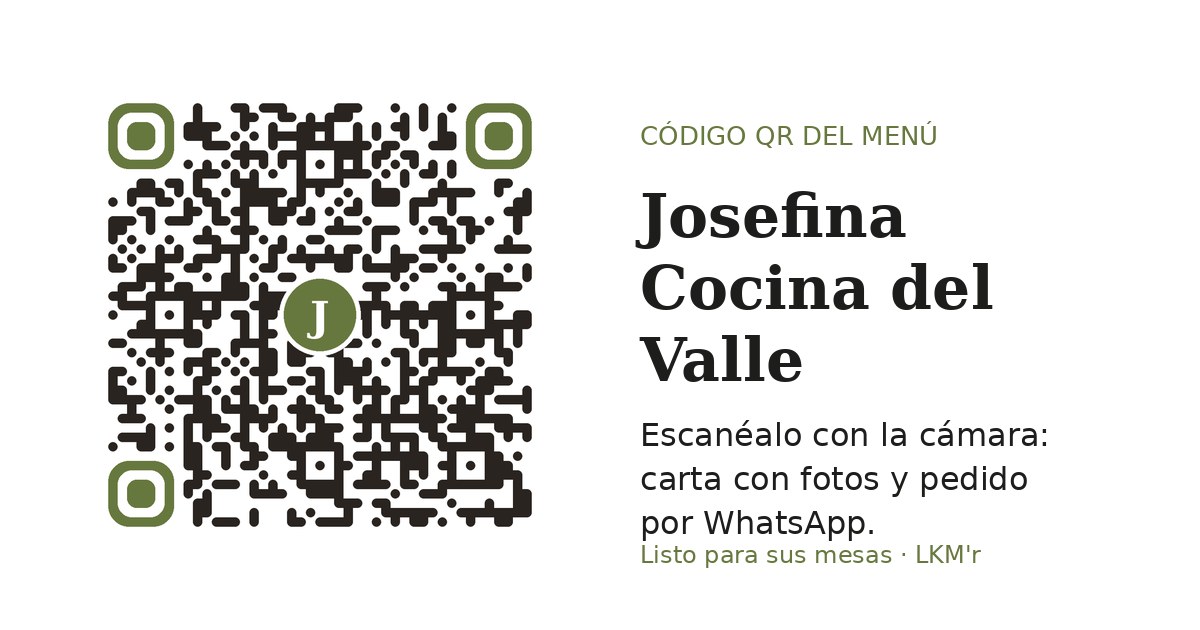 J
CÓDIGO QR DEL MENÚ
Josefina
Cocina del
Valle
Escanéalo con la cámara:
carta con fotos y pedido
por WhatsApp.
Listo para sus mesas · LKM'r